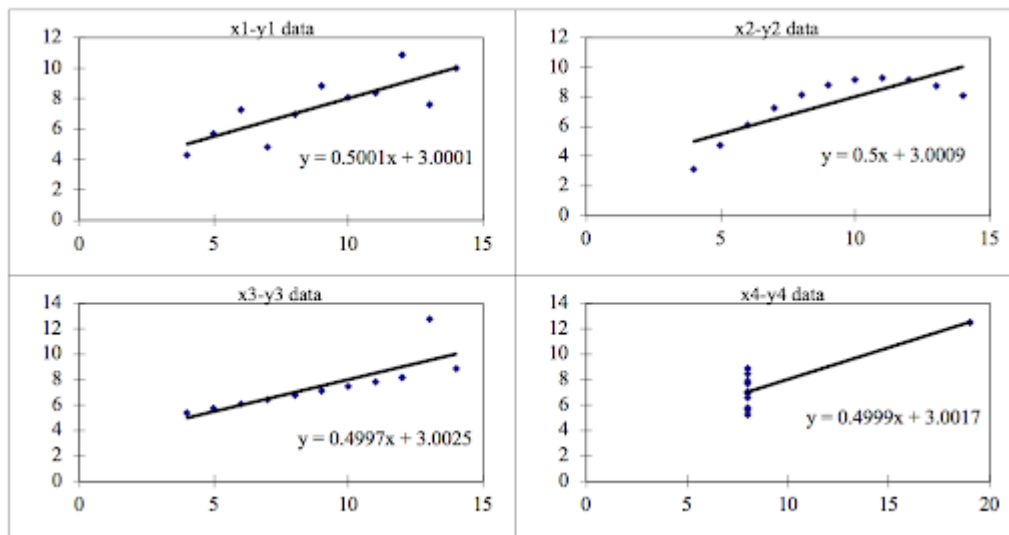 x1-y1 data
12
10
8
6
4
2
0
y = 0.5001x + 3.0001
0 5 10 15
x2-y2 data
12
10
8
6
4
2
0
y = 0.5x + 3.0009
0 5 10 15
x3-y3 data
14
12
10
8
6
4
2
0
y = 0.4997x + 3.0025
0 5 10 15
x4-y4 data
14
12
10
8
6
4
2
0
y = 0.4999x + 3.0017
0 5 10 15 20